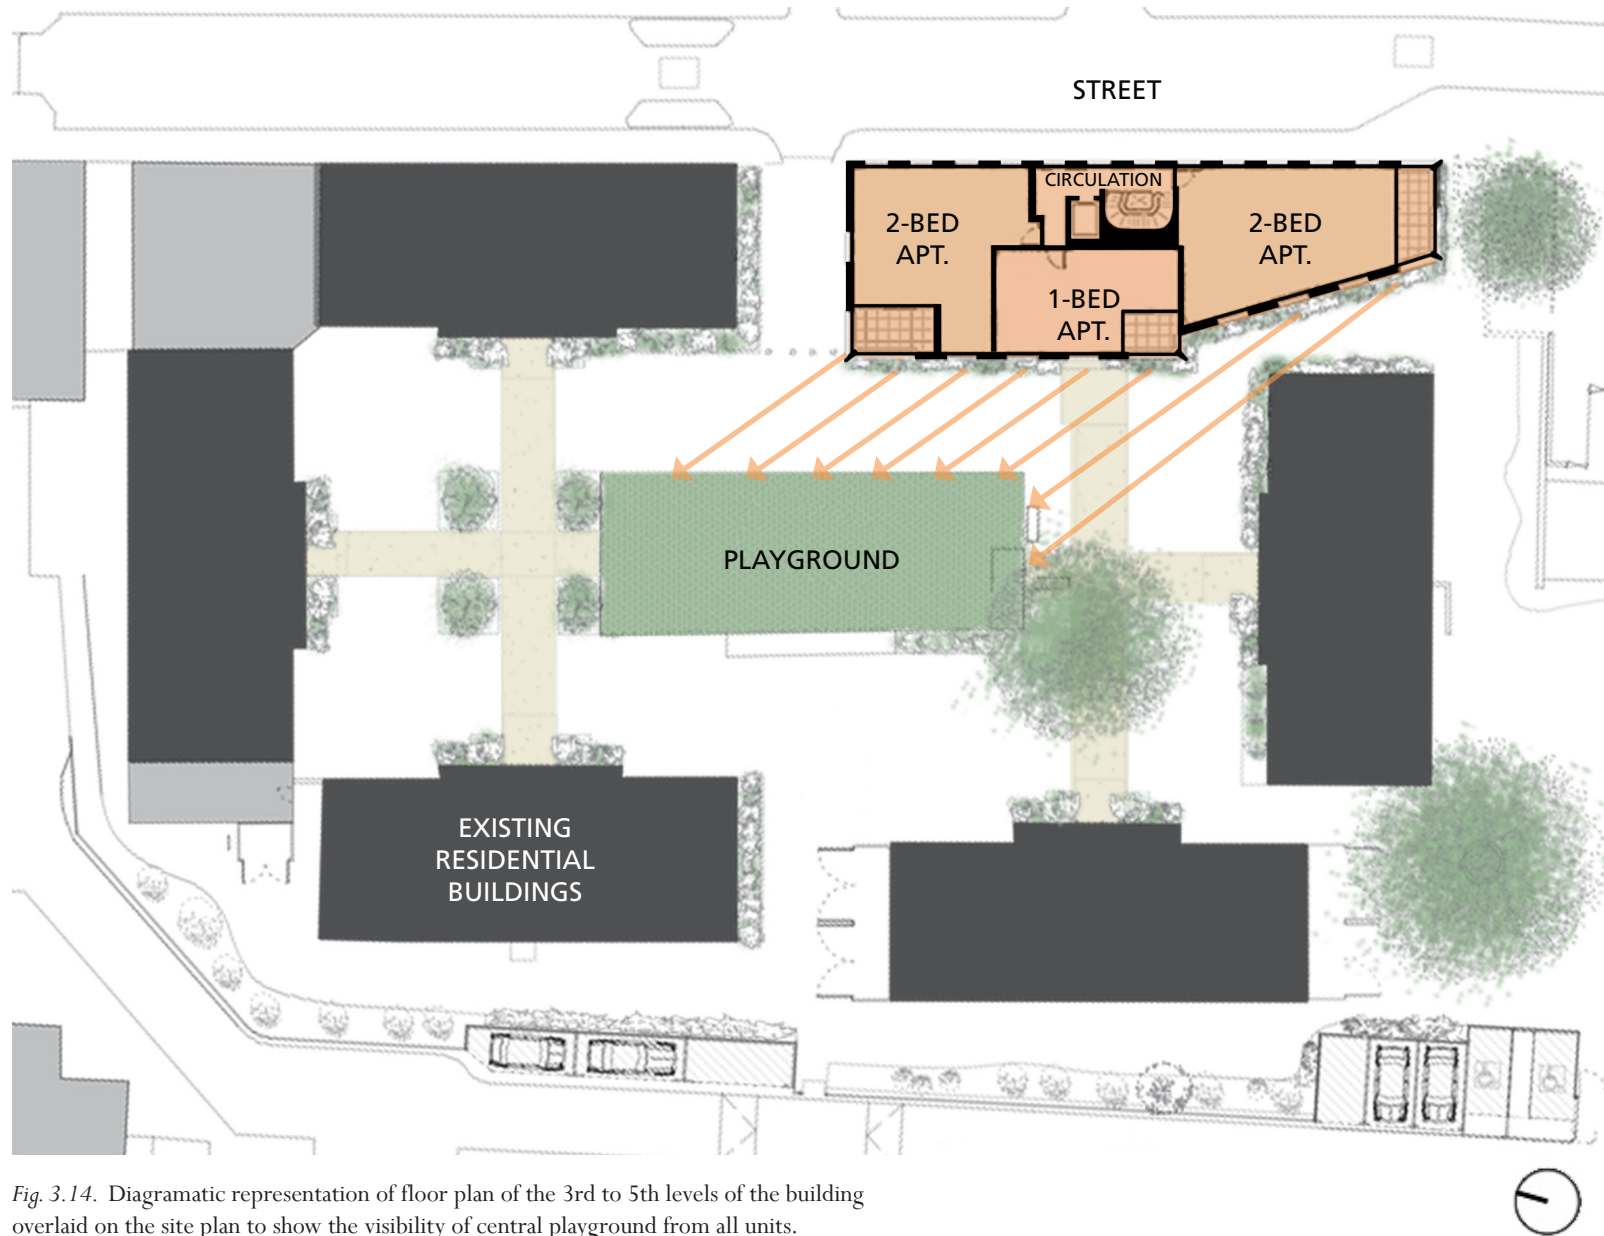 STREET
CIRCULATION
2-BED
APT.
2-BED
APT.
1-BED
APT.
PLAYGROUND
EXISTING
RESIDENTIAL
BUILDINGS
Fig. 3.14. Diagramatic representation of floor plan of the 3rd to 5th levels of the building
overlaid on the site plan to show the visibility of central playground from all units.